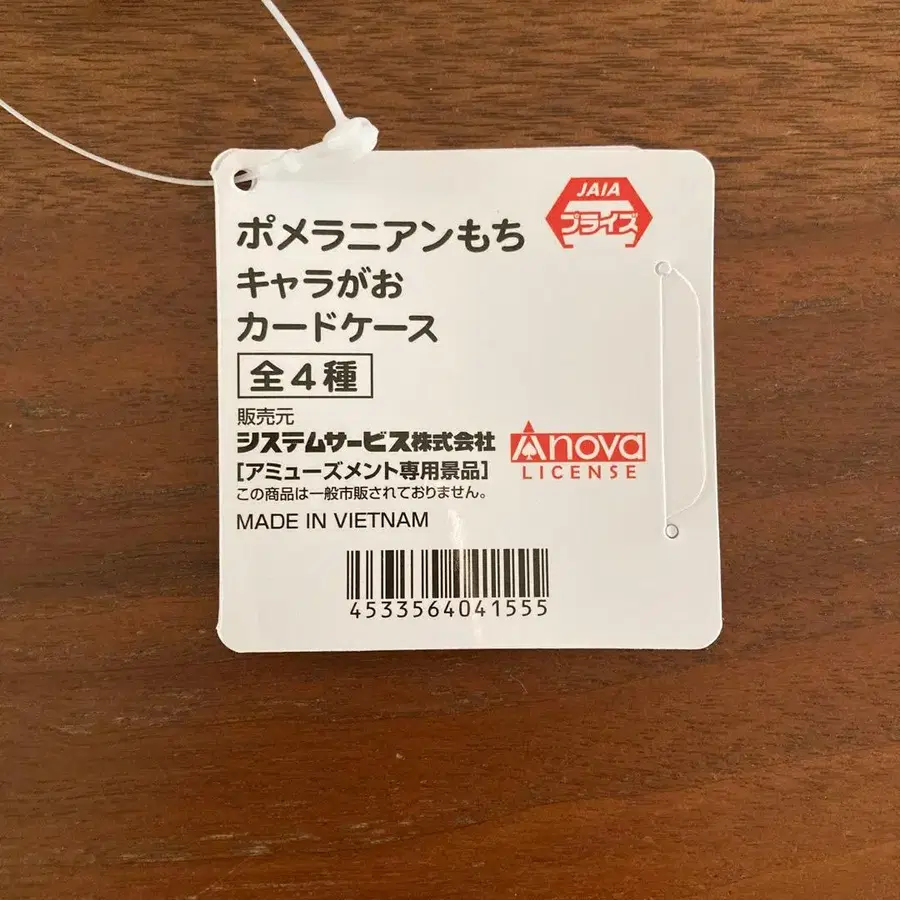 JAIA
プライズ
ポメラニアンもち
キャラがお
カードケース
全4種
販売元
システムサービス株式会社
[アミューズメント専用景品]
この商品は一般市販されておりません。
MADE IN VIETNAM
Anova
LICENSE
4533564041555